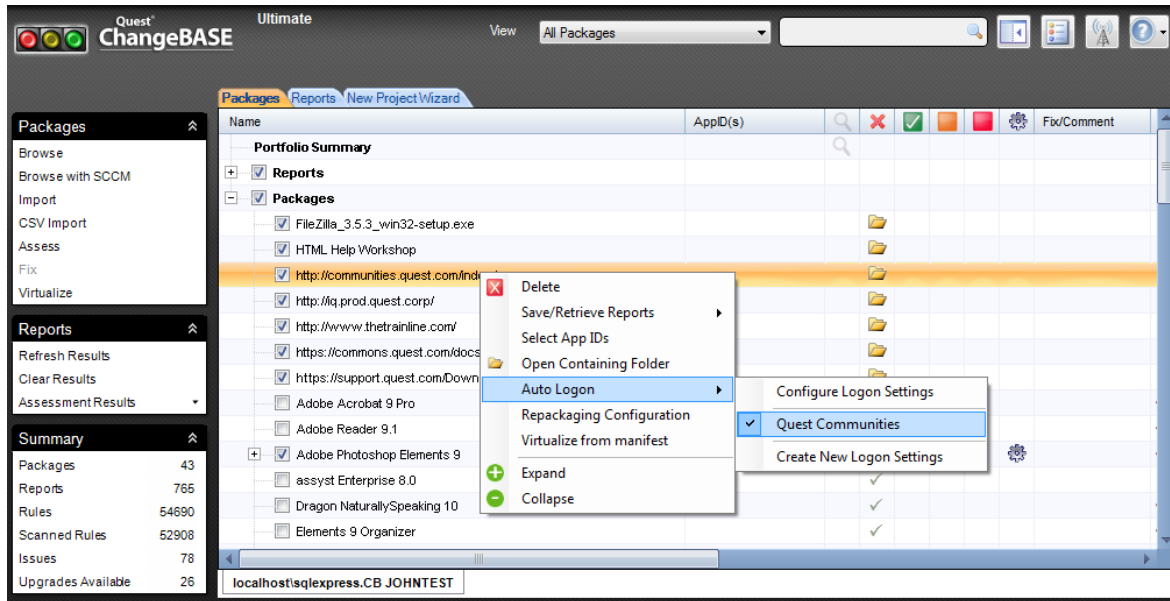 Quest®
ChangeBASE
Ultimate
View
All Packages
Packages
Reports
New Project Wizard
Packages
Browse
Browse with SCCM
Import
CSV Import
Assess
Fix
Virtualize
Reports
Refresh Results
Clear Results
Assessment Results
Summary
Packages 43
Reports 765
Rules 54690
Scanned Rules 52908
Issues 78
Upgrades Available 26
Name AppID(s) Fix/Comment
Portfolio Summary
Reports
Packages
FileZilla_3.5.3_win32-setup.exe
HTML Help Workshop
http://communities.quest.com/inde
http://iq.prod.quest.corp/
http://www.thetrainline.com/
https://commons.quest.com/docs
https://support.quest.com/Down
Adobe Acrobat 9 Pro
Adobe Reader 9.1
Adobe Photoshop Elements 9
assyst Enterprise 8.0
Dragon NaturallySpeaking 10
Elements 9 Organizer
Delete
Save/Retrieve Reports
Select App IDs
Open Containing Folder
Auto Logon
Repackaging Configuration
Virtualize from manifest
Expand
Collapse
Configure Logon Settings
Quest Communities
Create New Logon Settings
localhost\sqlexpress.CB JOHNTEST